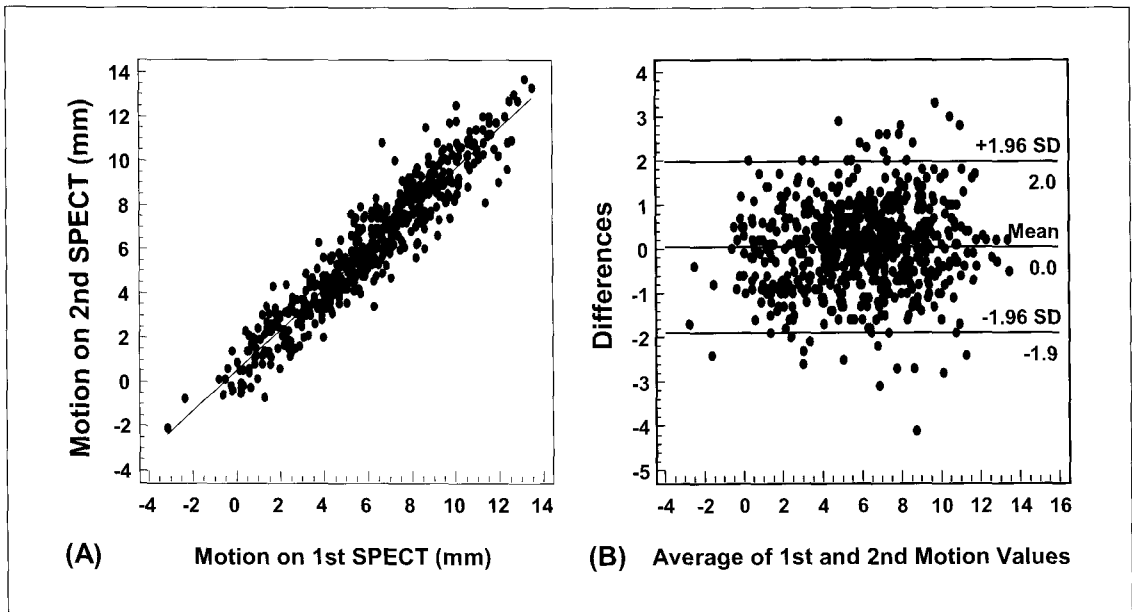 Motion on 2nd SPECT (mm)
14
12
10
8
6
4
2
0
-2
-4
-4 -2 0 2 4 6 8 10 12 14
(A) Motion on 1st SPECT (mm)
Differences
4
3
2
1
0
-1
-2
-3
-4
-5
+1.96 SD
2.0
Mean
0.0
-1.96 SD
-1.9
-4 -2 0 2 4 6 8 10 12 14 16
(B) Average of 1st and 2nd Motion Values